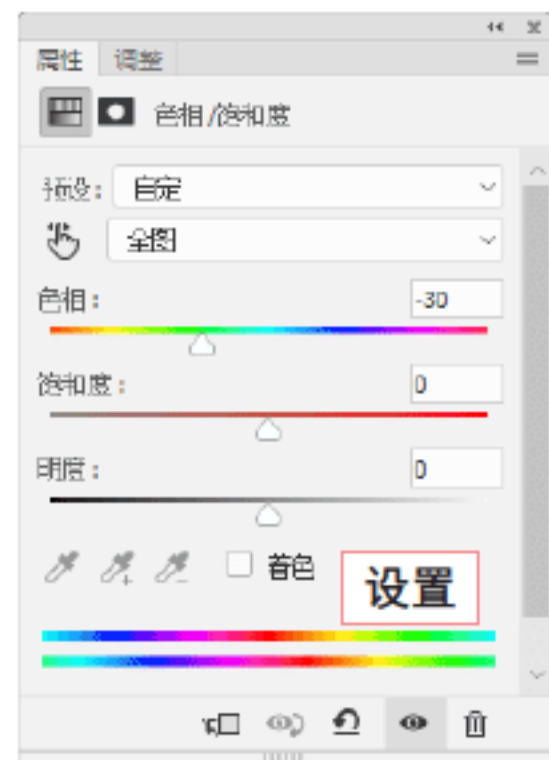 属性 调整
色相/饱和度
预设: 自定
全图
色相: -30
饱和度: 0
明度: 0
着色
设置